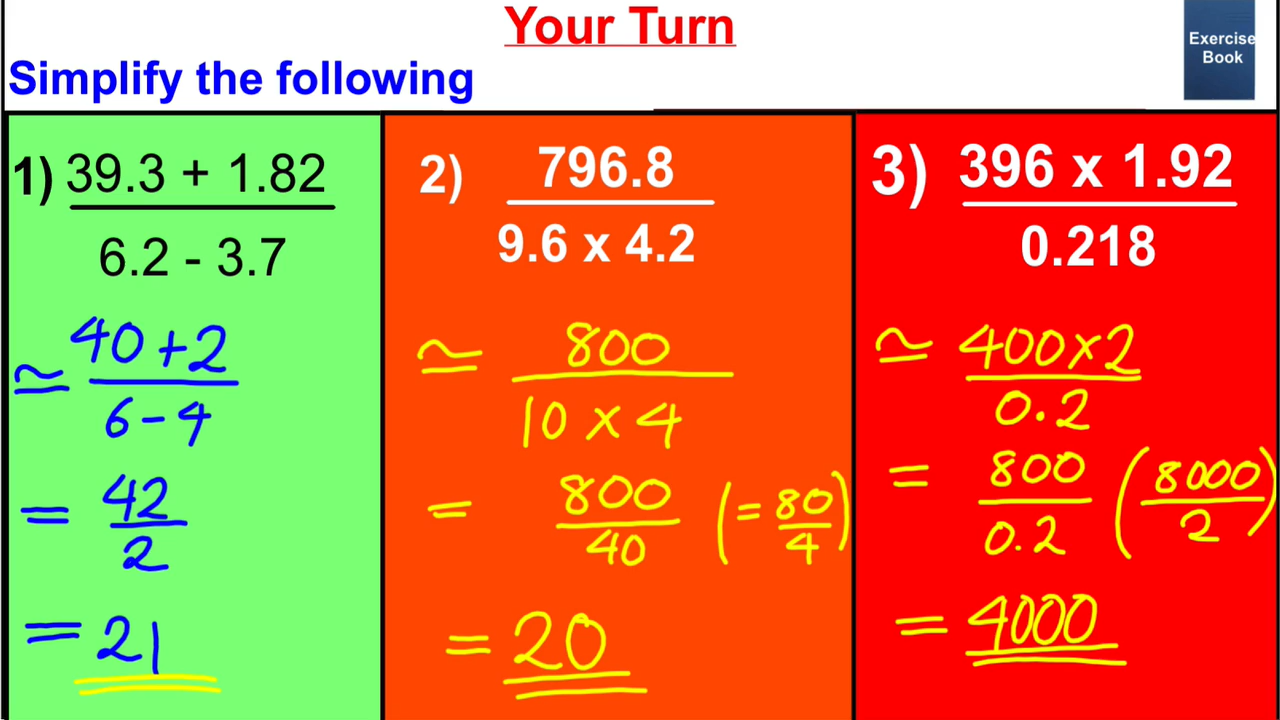 Your Turn
Exercise
Book
Simplify the following
1) 39.3 + 1.82
6.2 - 3.7
≃ 40 + 2
6 - 4
= 42
2
= 21
2) 796.8
9.6 x 4.2
≃ 800
10 x 4
= 800 (= 80)
40 4
= 20
3) 396 x 1.92
0.218
≃ 400 x 2
0.2
= 800 (8000)
0.2 2
= 4000